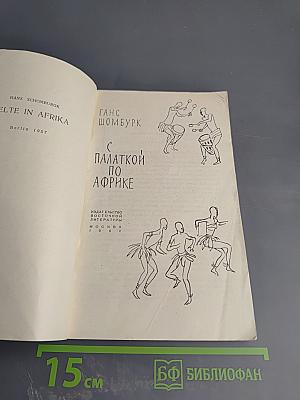 HANS SCHOMBURGK
ELTE IN AFRIKA
Berlin 1957
ГАНС
ШОМБУРГК
С
ПАЛАТКОЙ
ПО
АФРИКЕ
ИЗДАТЕЛЬСТВО
ВОСТОЧНОЙ
ЛИТЕРАТУРЫ
МОСКВА
15 см
БФ БИБЛИОФАН